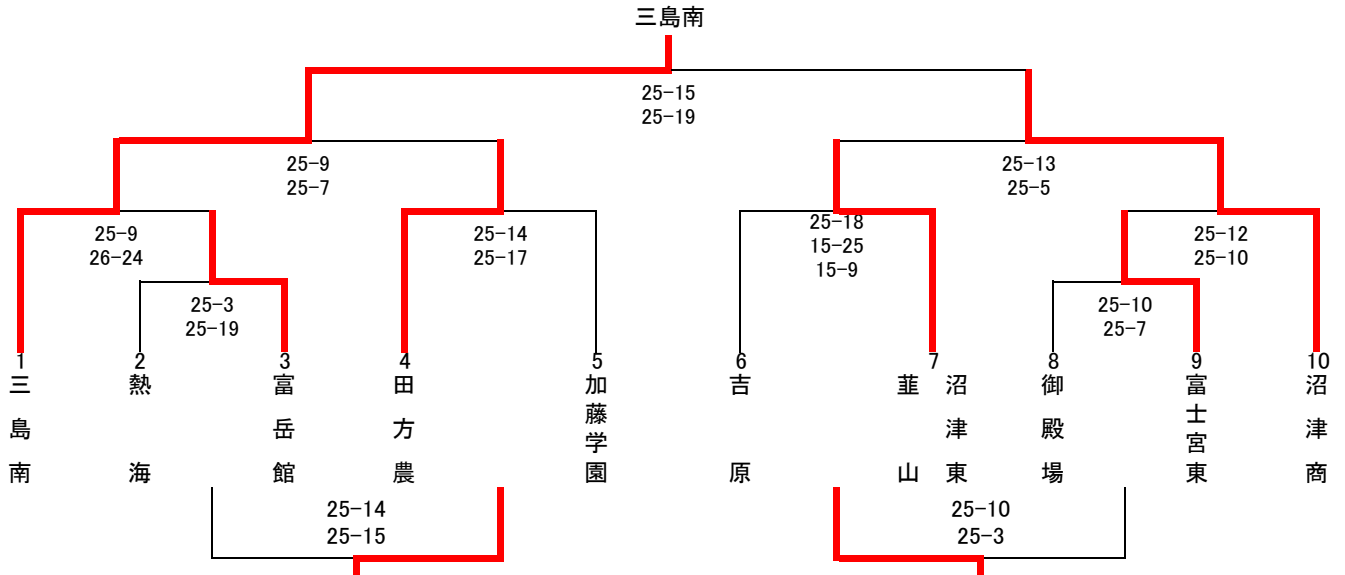 三島南
25-15
25-19
25-9
25-7
25-13
25-5
25-9
26-24
25-14
25-17
25-18
15-25
15-9
25-12
25-10
25-3
25-19
25-10
25-7
1
2
3
4
5
6
7
8
9
10
三島南
熱海
富岳館
田方農
加藤学園
吉原
韮山
沼津東
御殿場
富士宮東
沼津商
25-14
25-15
25-10
25-3